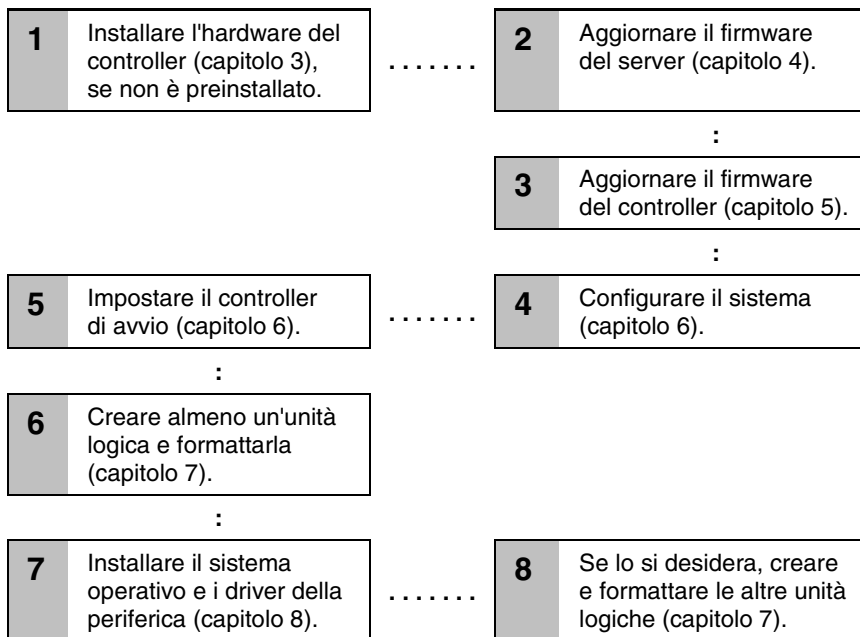 1
Installare l'hardware del
controller (capitolo 3),
se non è preinstallato.
.......
2
Aggiornare il firmware
del server (capitolo 4).
:
3
Aggiornare il firmware
del controller (capitolo 5).
:
4
Configurare il sistema
(capitolo 6).
.......
5
Impostare il controller
di avvio (capitolo 6).
:
6
Creare almeno un'unità
logica e formattarla
(capitolo 7).
:
7
Installare il sistema
operativo e i driver della
periferica (capitolo 8).
.......
8
Se lo si desidera, creare
e formattare le altre unità
logiche (capitolo 7).